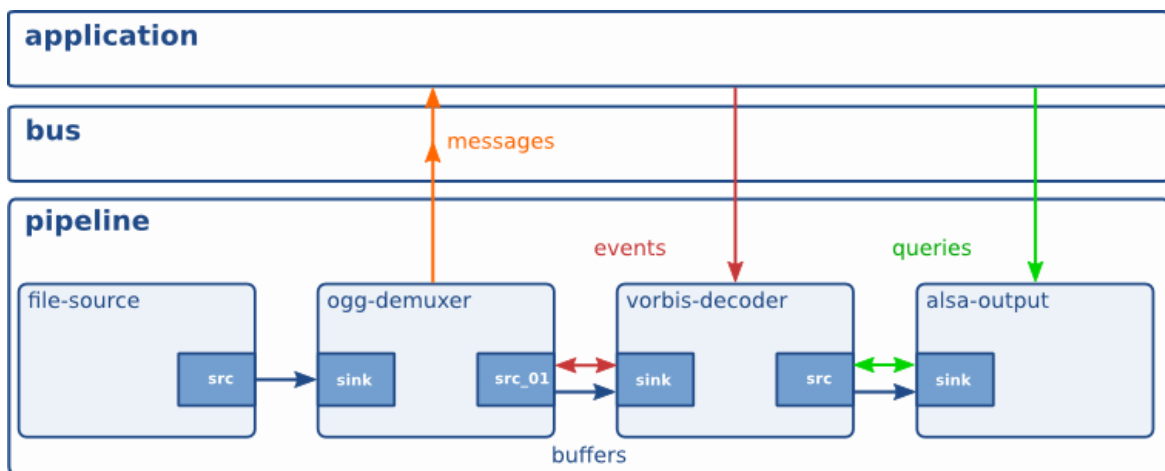 application
bus
messages
pipeline
events
queries
file-source
ogg-demuxer
vorbis-decoder
alsa-output
src
sink
src_01
sink
src
sink
buffers